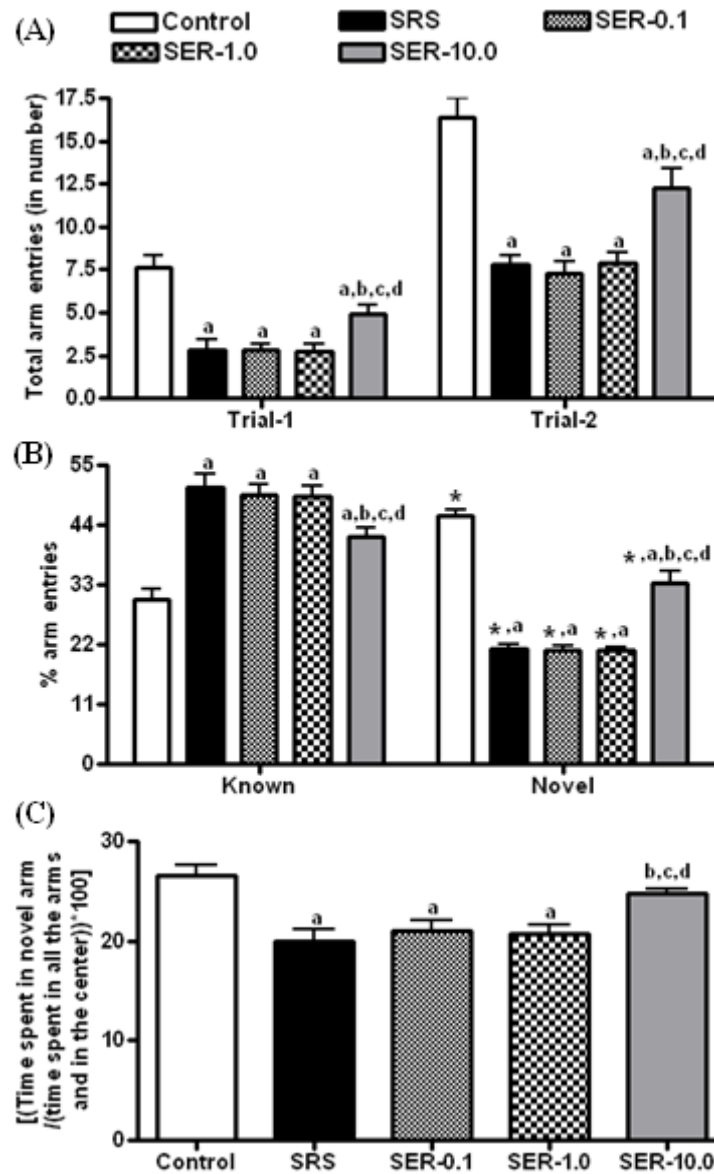 (A)
Control SRS SER-0.1
SER-1.0 SER-10.0
Total arm entries (in number)
17.5
15.0
12.5
10.0
7.5
5.0
2.5
0.0
a a a a,b,c,d
a a a a,b,c,d
Trial-1 Trial-2
(B)
% arm entries
55
44
33
22
11
0
a a a a,b,c,d
* *,a *,a *,a *,a,b,c,d
Known Novel
(C)
[(Time spent in novel arm
/(time spent in all the arms
and in the center))*100]
30
20
10
0
a a a b,c,d
Control SRS SER-0.1 SER-1.0 SER-10.0